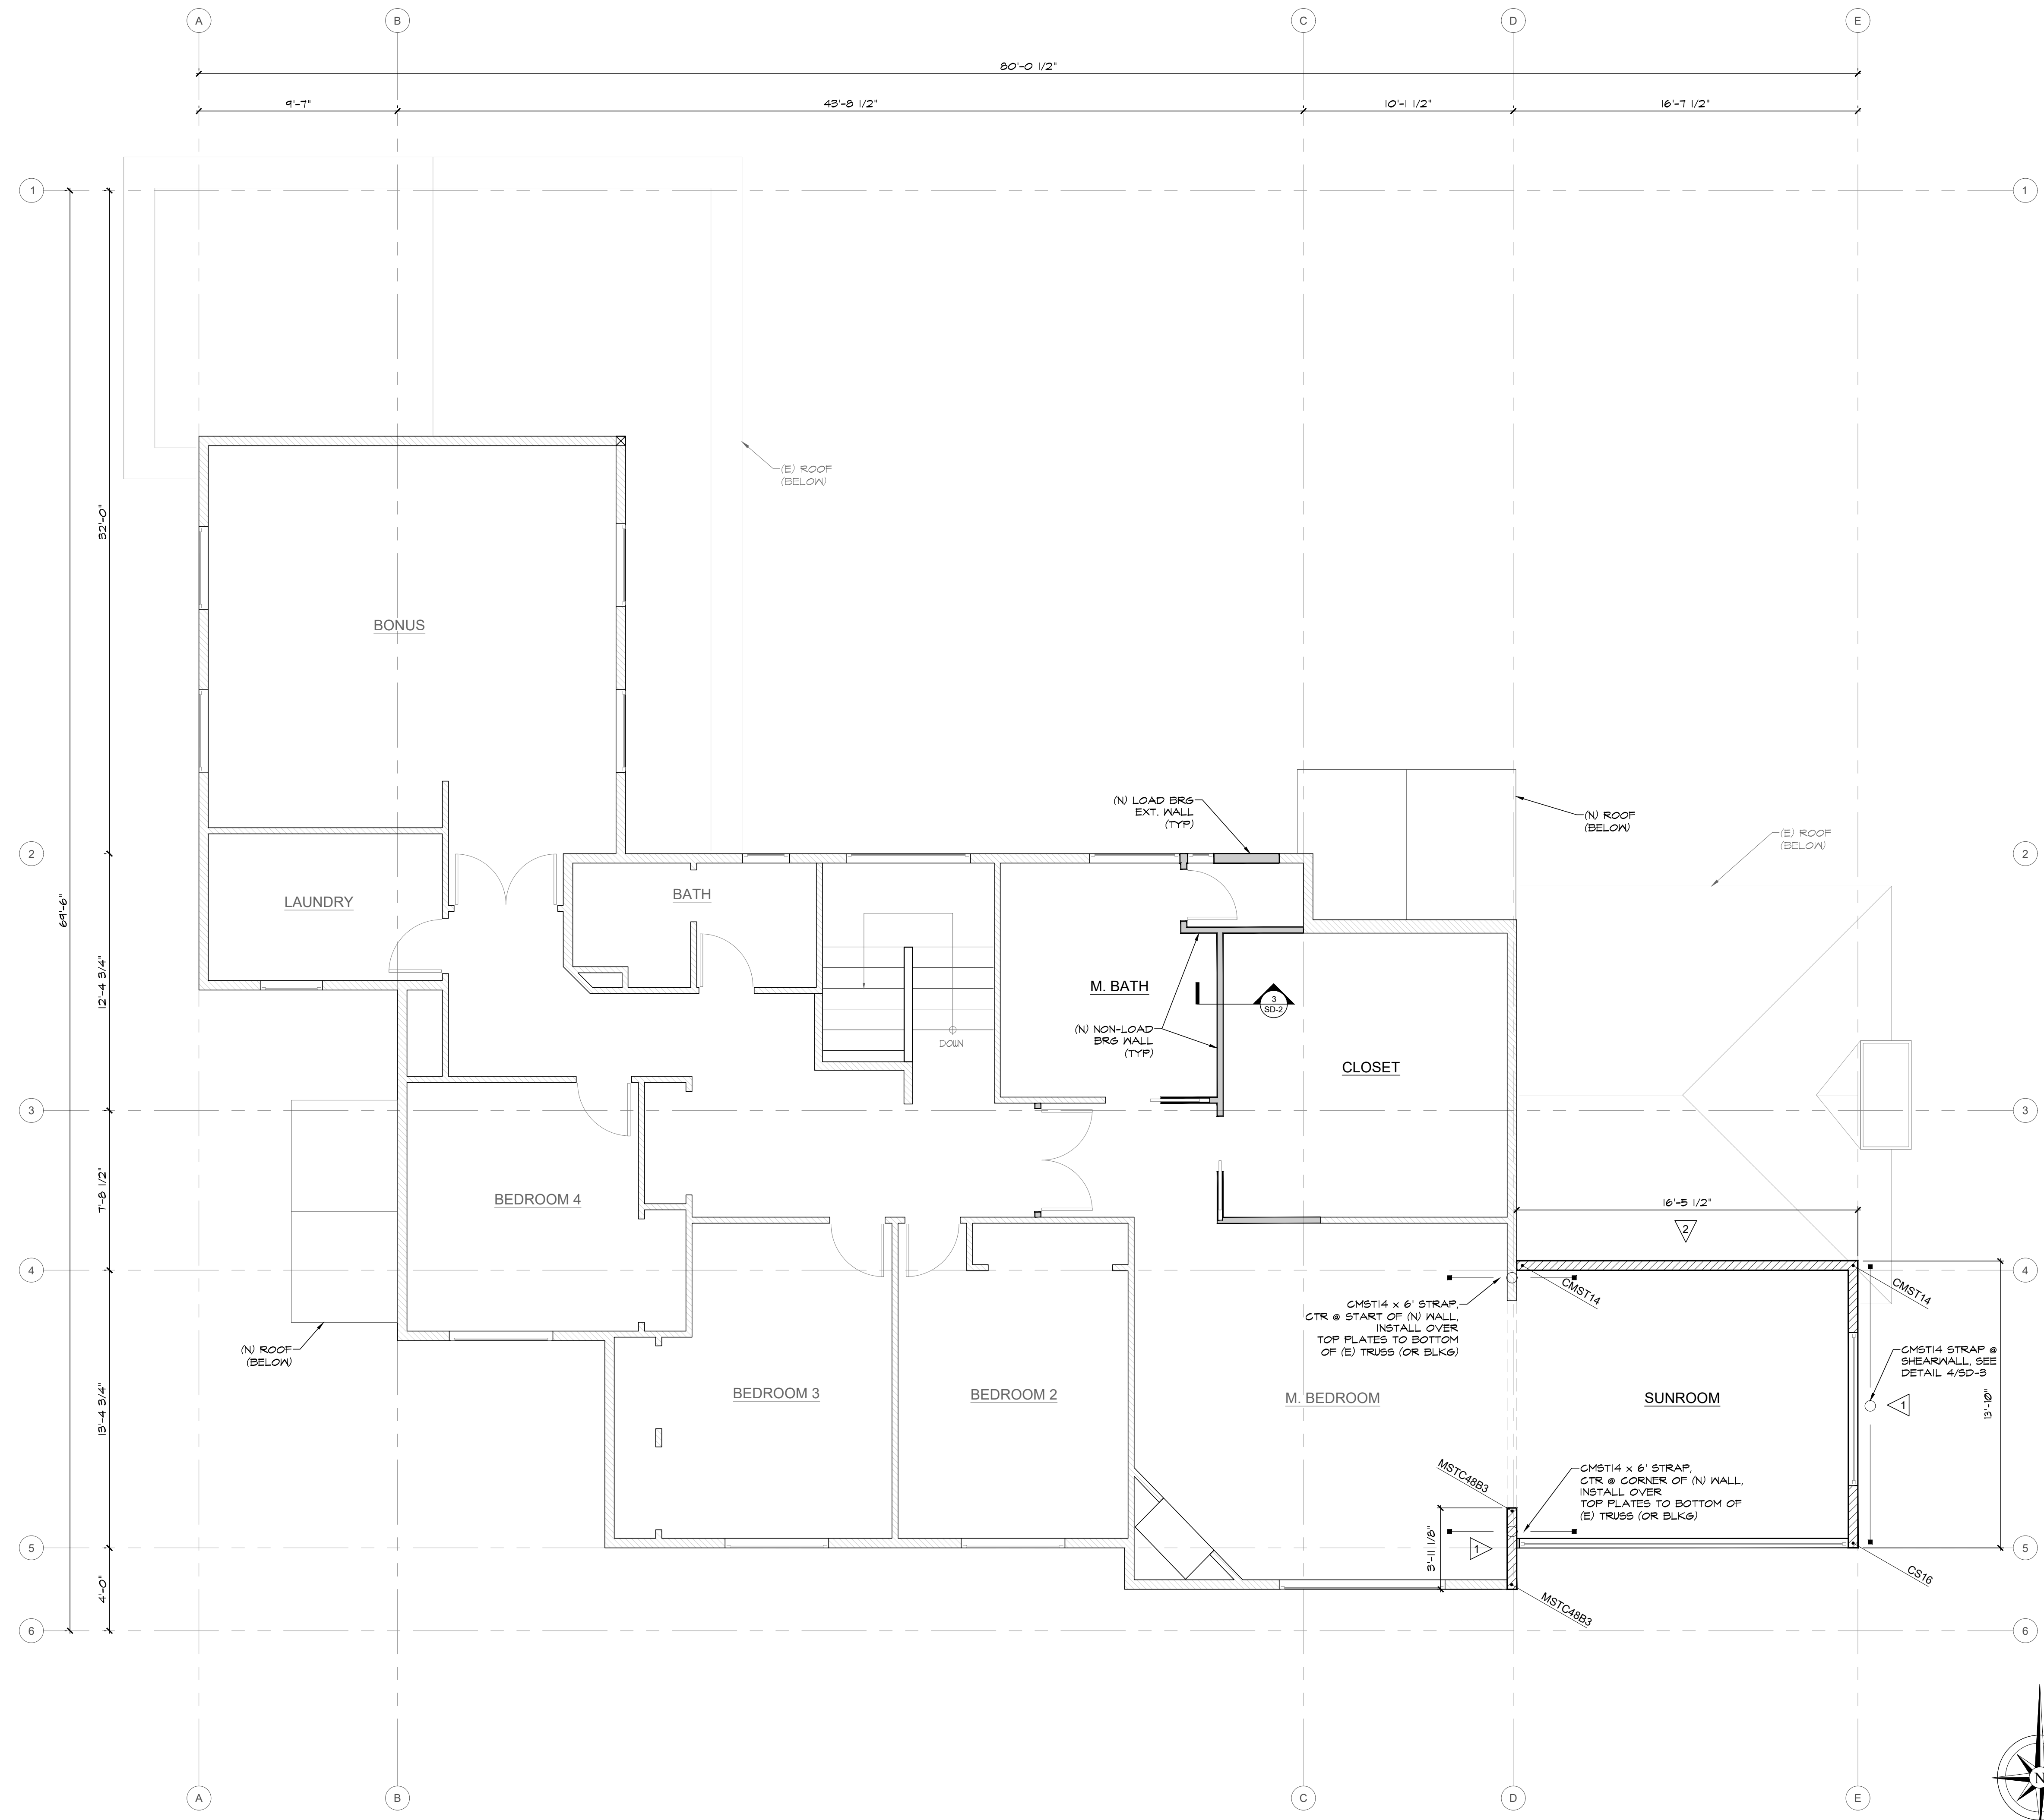 A
B
C
D
E
80'-0 1/2"
9'-7"
43'-8 1/2"
10'-1 1/2"
16'-7 1/2"
1
1
(E) ROOF
(BELOW)
32'-0"
BONUS
(N) LOAD BRG
EXT. WALL
(TYP)
(N) ROOF
(BELOW)
(E) ROOF
(BELOW)
2
2
69'-6"
LAUNDRY
BATH
12'-4 3/4"
M. BATH
3
SD-2
(N) NON-LOAD
BRG WALL
(TYP)
DOWN
CLOSET
3
3
7'-8 1/2"
BEDROOM 4
16'-5 1/2"
2
4
4
CMST14
CMST14
CMST14 x 6' STRAP,
CTR @ START OF (N) WALL,
INSTALL OVER
TOP PLATES TO BOTTOM
OF (E) TRUSS (OR BLKG)
(N) ROOF
(BELOW)
CMST14 STRAP @
SHEARWALL, SEE
DETAIL 4/SD-3
13'-4 3/4"
BEDROOM 3
BEDROOM 2
M. BEDROOM
SUNROOM
1
13'-10"
MSTC48B3
CMST14 x 6' STRAP,
CTR @ CORNER OF (N) WALL,
INSTALL OVER
TOP PLATES TO BOTTOM OF
(E) TRUSS (OR BLKG)
3'-11 1/8"
1
5
5
CS16
4'-0"
MSTC48B3
6
6
N
A
B
C
D
E